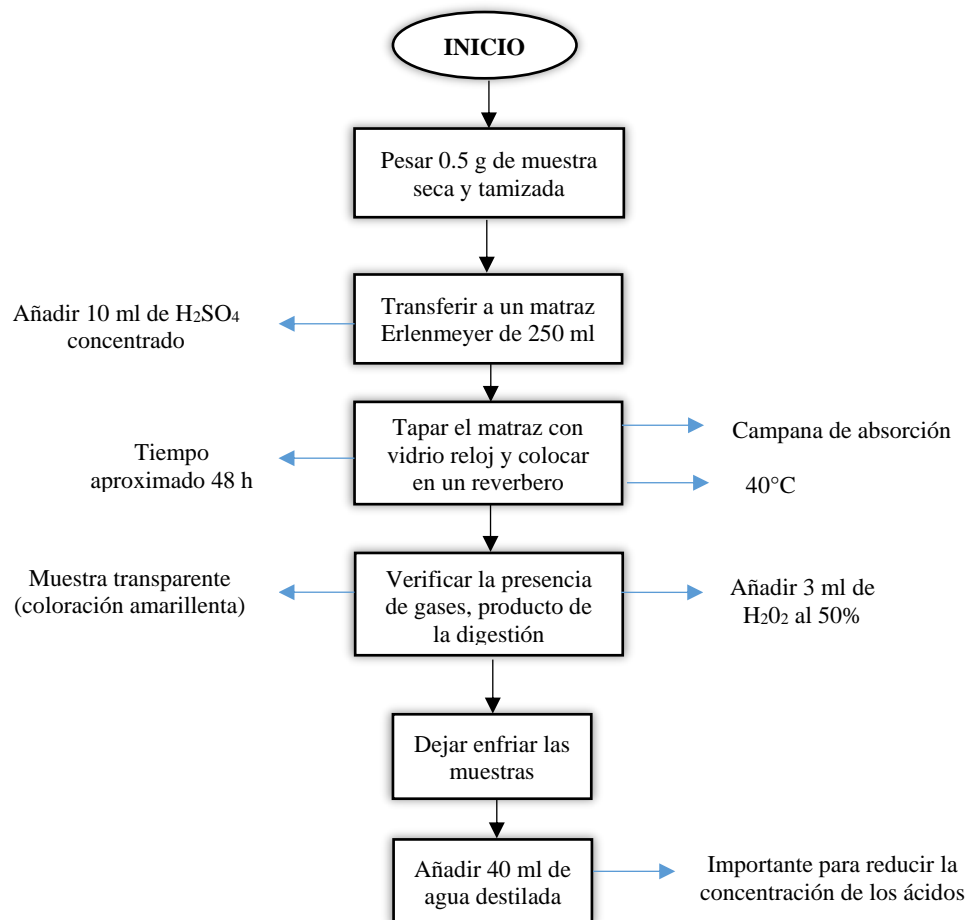 INICIO
Pesar 0.5 g de muestra
seca y tamizada
Añadir 10 ml de H₂SO₄
concentrado
Transferir a un matraz
Erlenmeyer de 250 ml
Tiempo
aproximado 48 h
Tapar el matraz con
vidrio reloj y colocar
en un reverbero
Campana de absorción
40°C
Muestra transparente
(coloración amarillenta)
Verificar la presencia
de gases, producto de
la digestión
Añadir 3 ml de
H₂0₂ al 50%
Dejar enfriar las
muestras
Añadir 40 ml de
agua destilada
Importante para reducir la
concentración de los ácidos